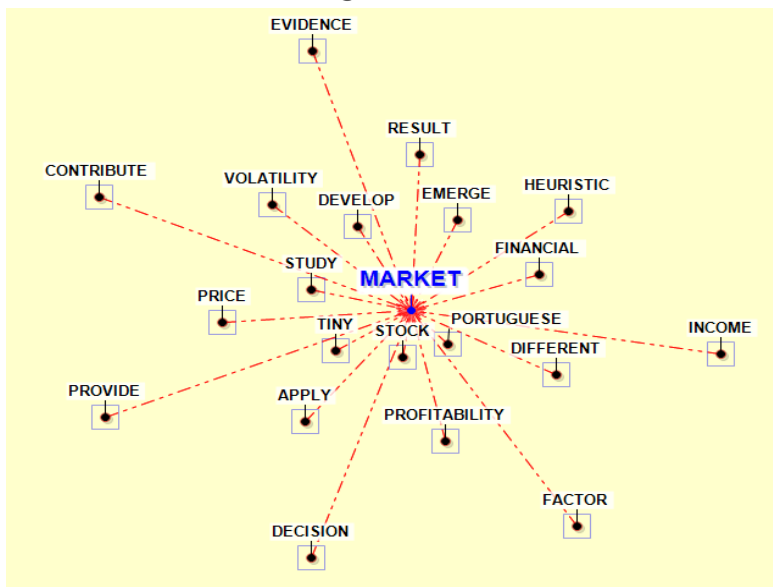 EVIDENCE
RESULT
CONTRIBUTE
VOLATILITY
HEURISTIC
EMERGE
DEVELOP
FINANCIAL
STUDY
MARKET
PRICE
TINY
STOCK
PORTUGUESE
INCOME
DIFFERENT
PROVIDE
APPLY
PROFITABILITY
FACTOR
DECISION